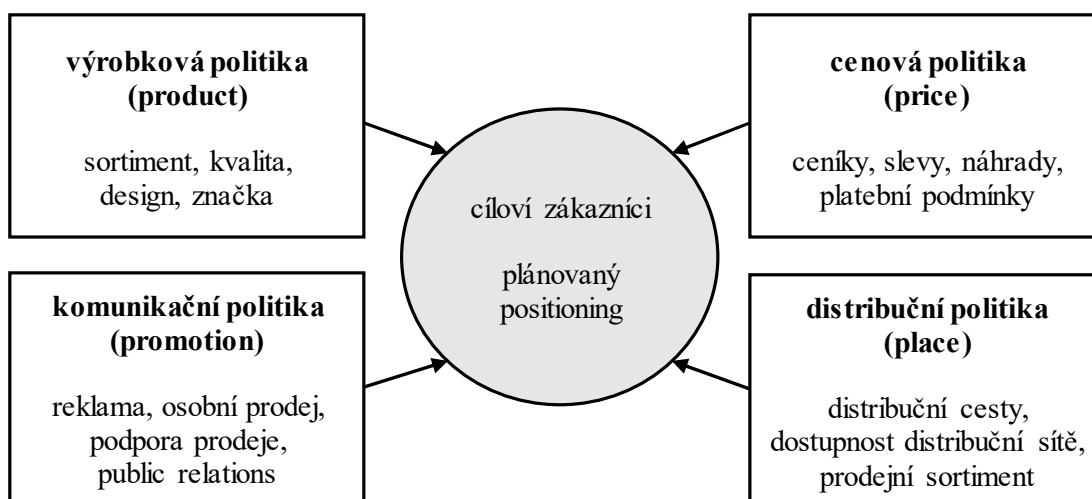 výrobková politika
(product)
sortiment, kvalita,
design, značka
cenová politika
(price)
ceníky, slevy, náhrady,
platební podmínky
cíloví zákazníci
plánovaný
positioning
komunikační politika
(promotion)
reklama, osobní prodej,
podpora prodeje,
public relations
distribuční politika
(place)
distribuční cesty,
dostupnost distribuční sítě,
prodejní sortiment